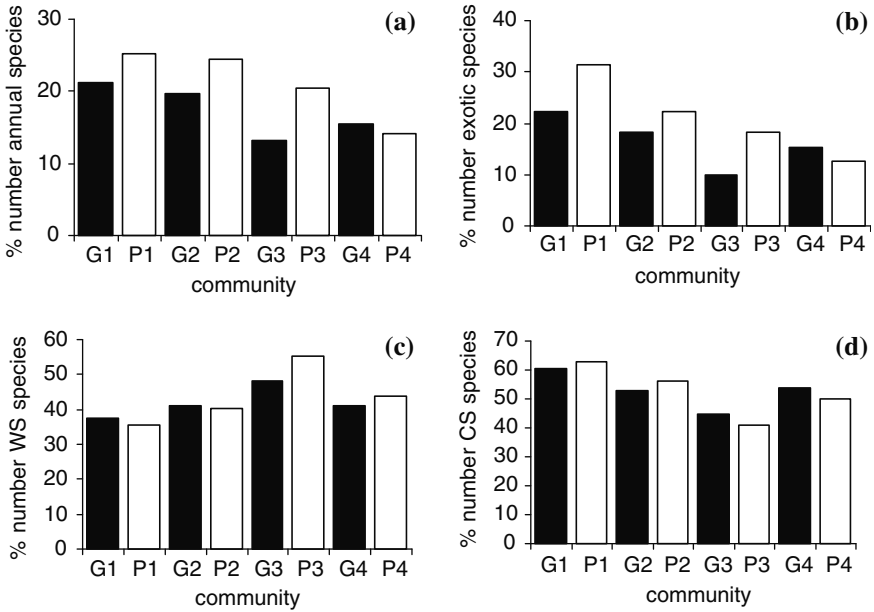 (a)
% number annual species
30
20
10
0
G1 P1 G2 P2 G3 P3 G4 P4
community
(b)
% number exotic species
40
30
20
10
0
G1 P1 G2 P2 G3 P3 G4 P4
community
(c)
% number WS species
60
50
40
30
20
10
0
G1 P1 G2 P2 G3 P3 G4 P4
community
(d)
% number CS species
70
60
50
40
30
20
10
0
G1 P1 G2 P2 G3 P3 G4 P4
community